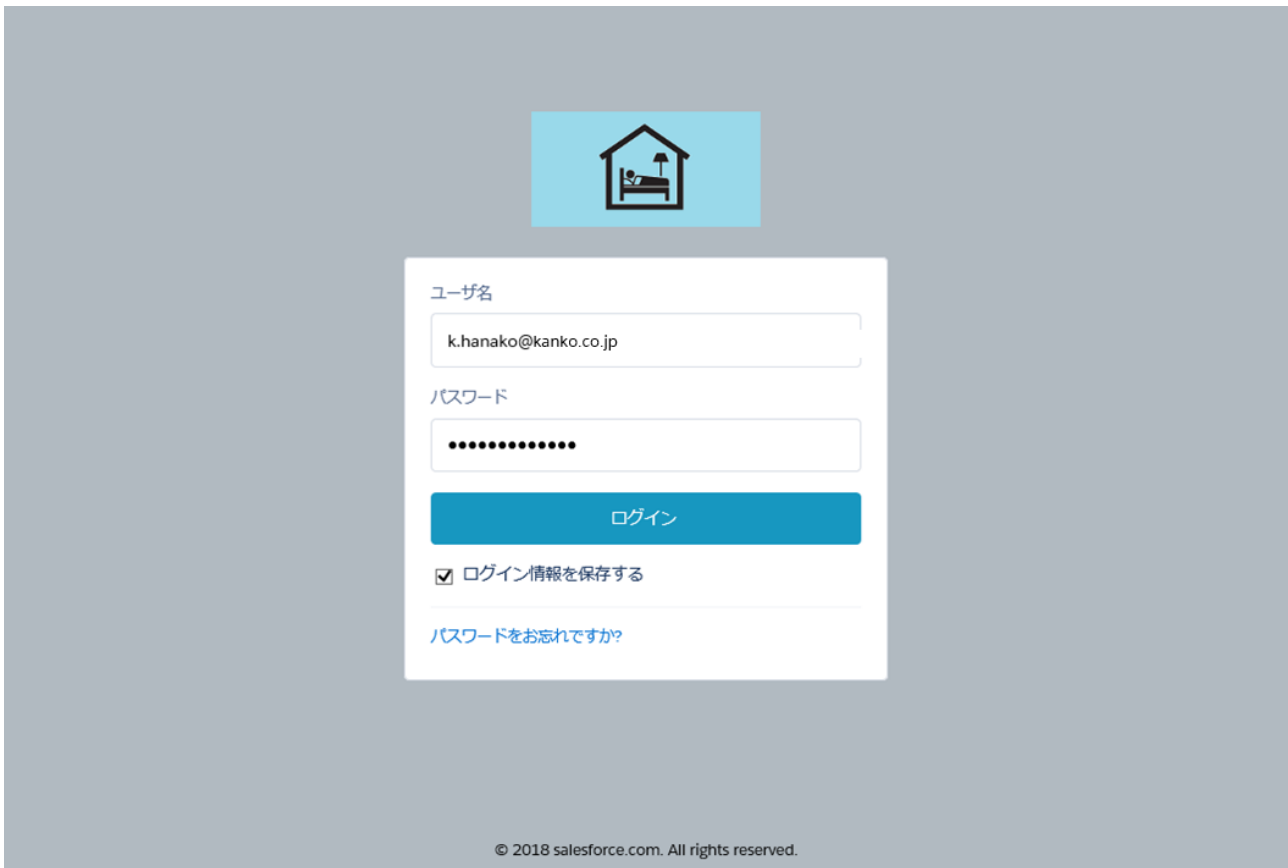 ユーザ名
k.hanako@kanko.co.jp
パスワード
•••••••••••••
ログイン
ログイン情報を保存する
パスワードをお忘れですか?
© 2018 salesforce.com. All rights reserved.